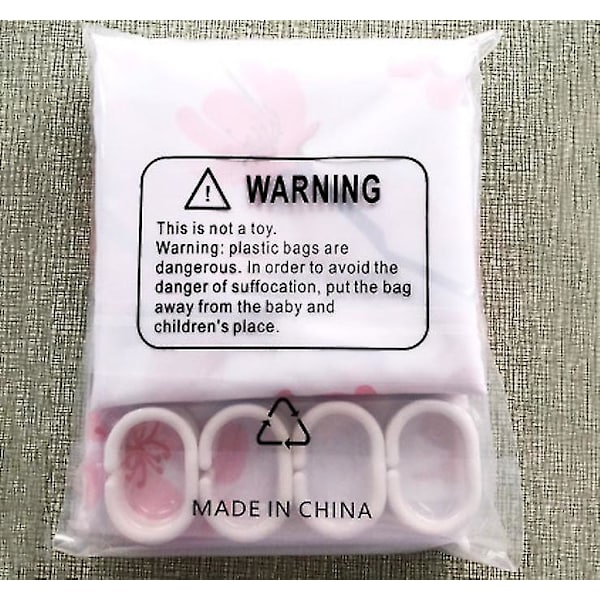 WARNING
This is not a toy.
Warning: plastic bags are
dangerous. In order to avoid the
danger of suffocation, put the bag
away from the baby and
children's place.
MADE IN CHINA